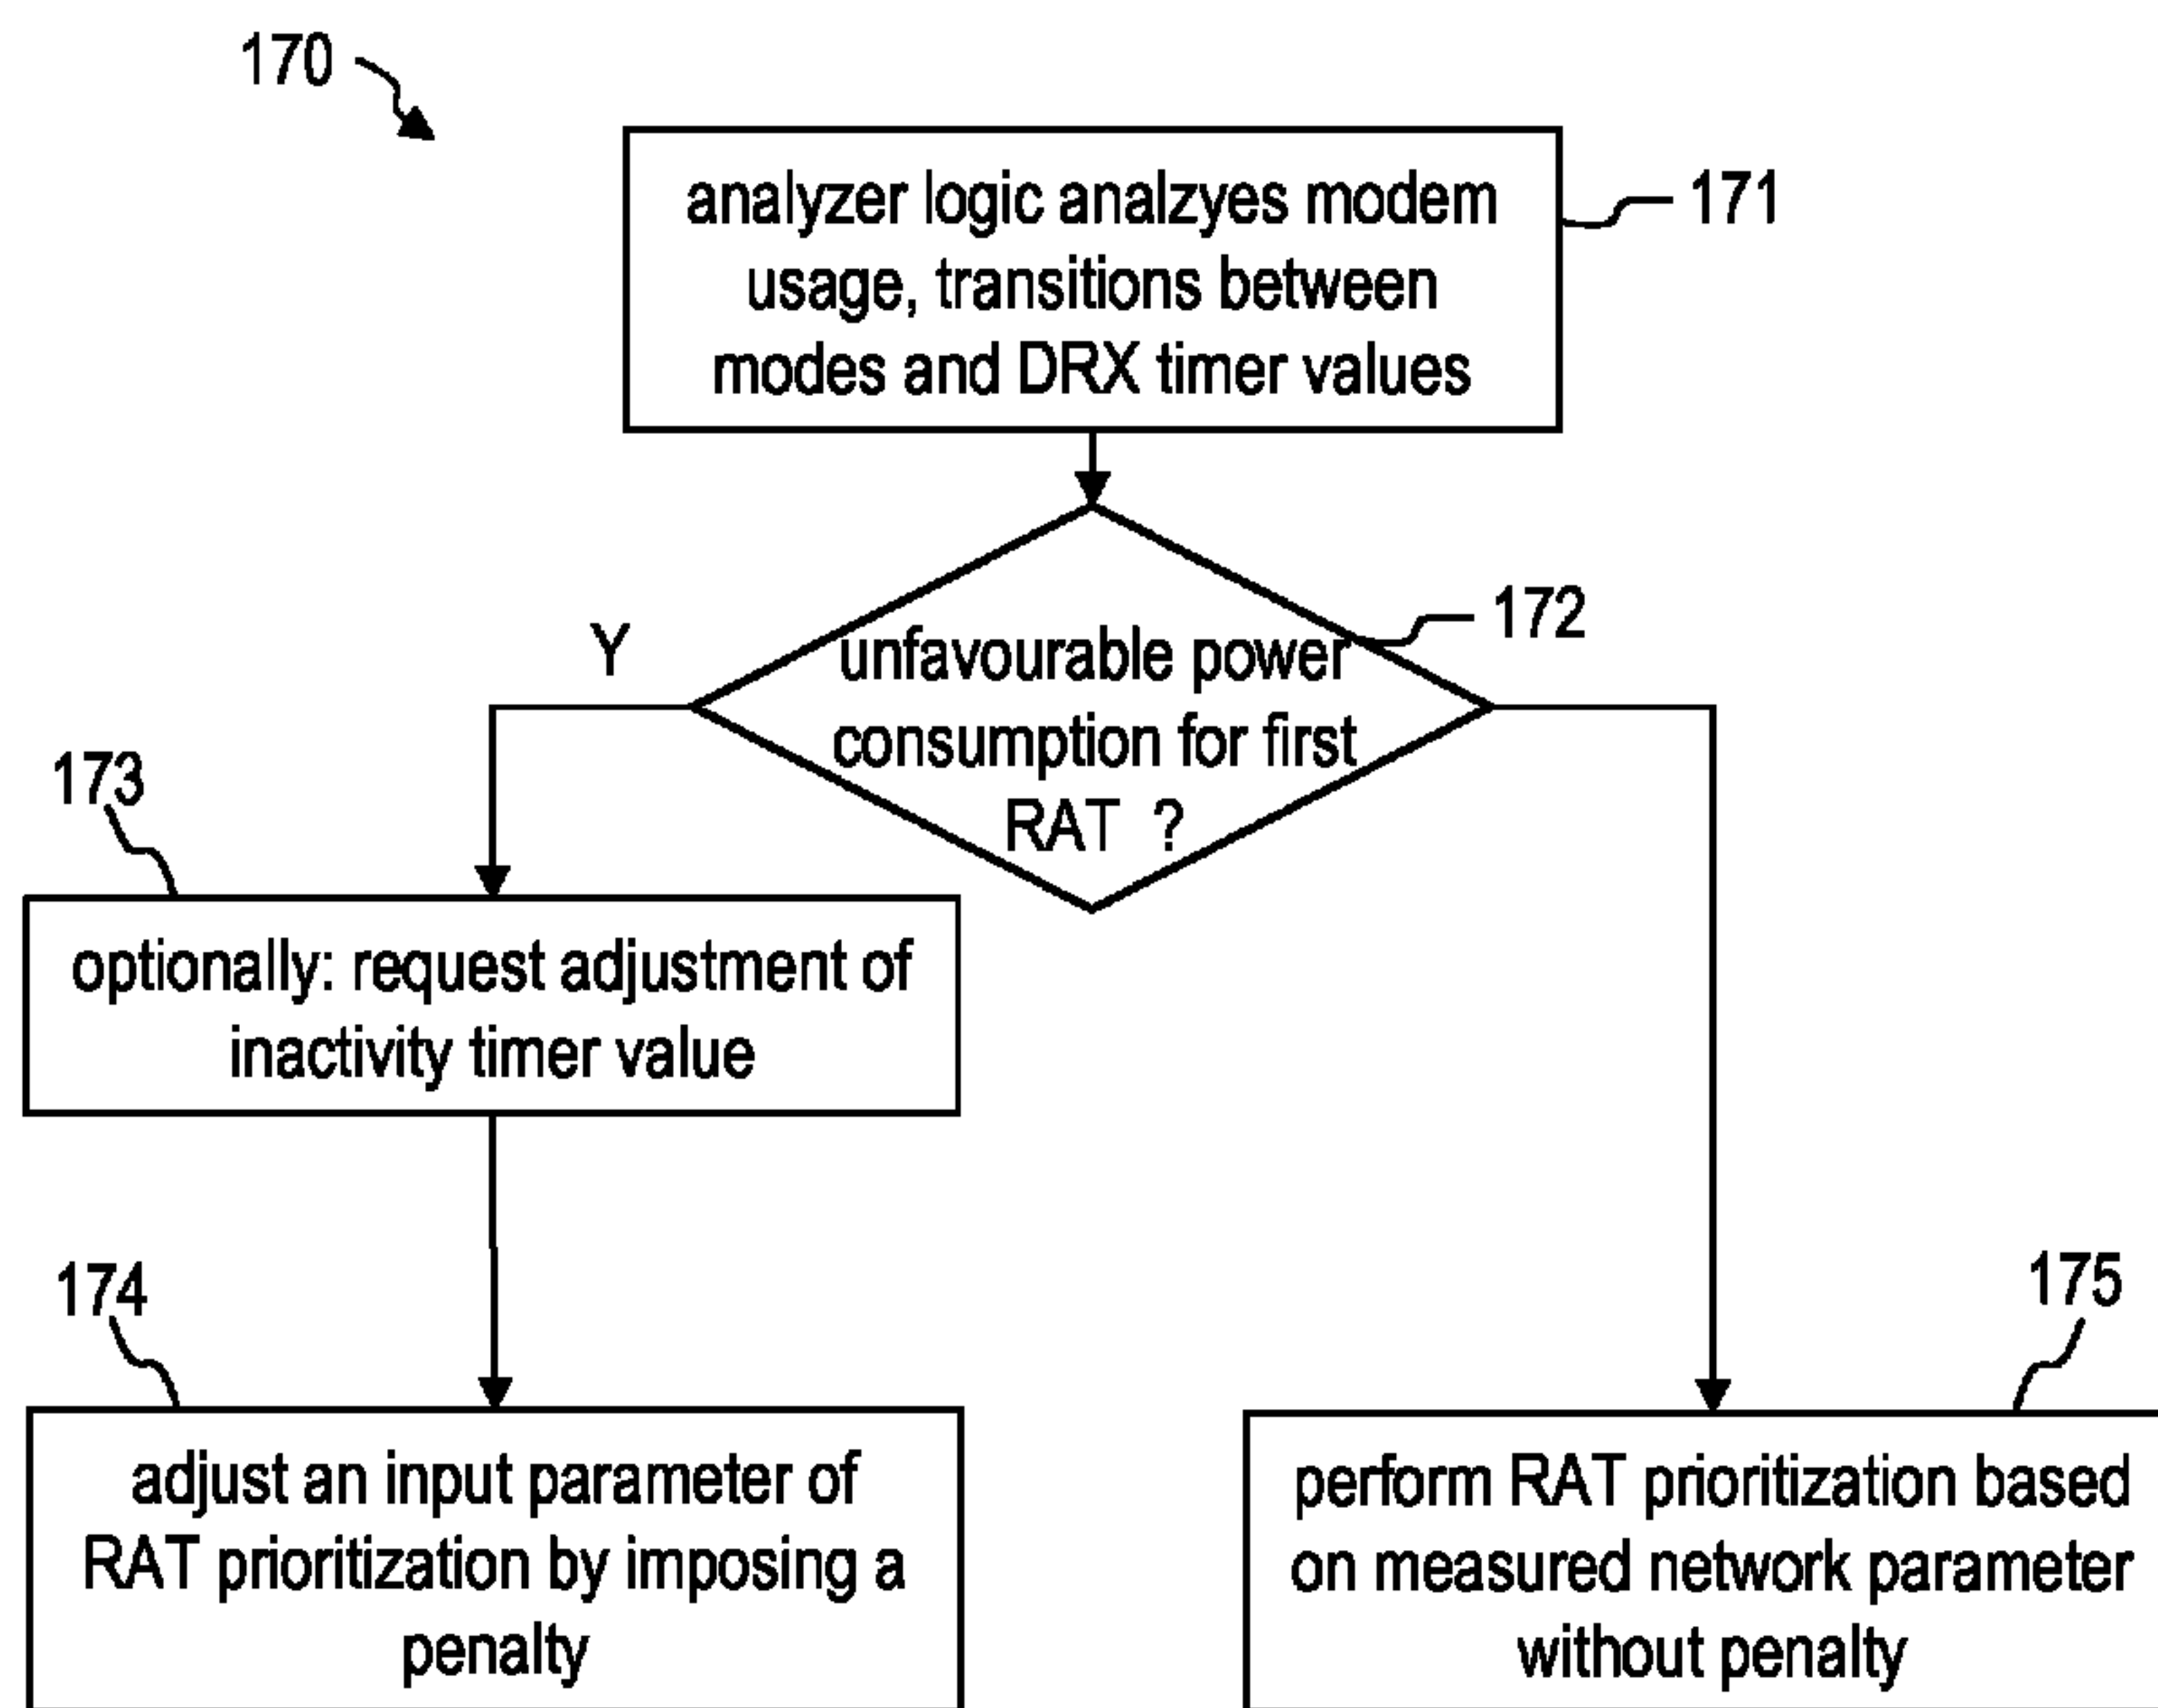 170
analyzer logic analzyes modem
usage, transitions between
modes and DRX timer values
171
Y
unfavourable power
consumption for first
RAT ?
172
173
optionally: request adjustment of
inactivity timer value
174
adjust an input parameter of
RAT prioritization by imposing a
penalty
175
perform RAT prioritization based
on measured network parameter
without penalty